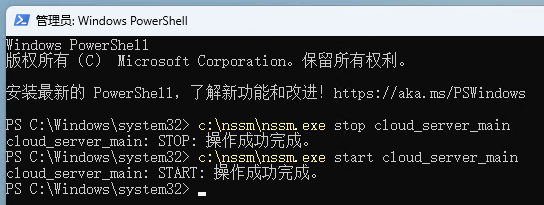 管理员: Windows PowerShell
Windows PowerShell
版权所有 (C)  Microsoft Corporation。保留所有权利。
安装最新的 PowerShell，了解新功能和改进！https://aka.ms/PSWindows
PS C:\Windows\system32> c:\nssm\nssm.exe stop cloud_server_main
cloud_server_main: STOP: 操作成功完成。
PS C:\Windows\system32> c:\nssm\nssm.exe start cloud_server_main
cloud_server_main: START: 操作成功完成。
PS C:\Windows\system32>